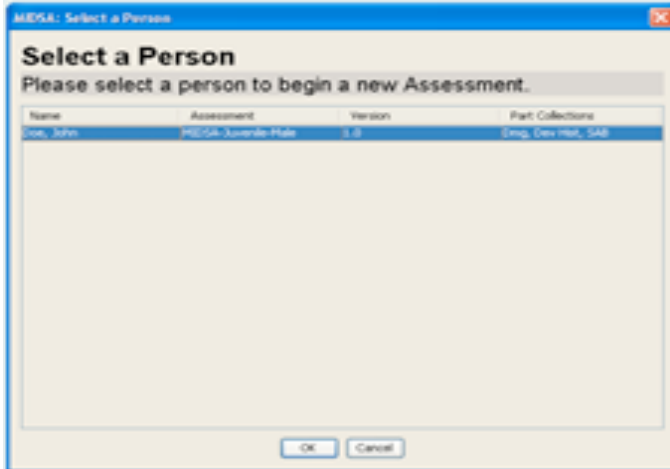 MIDSA: Select a Person
Select a Person
Please select a person to begin a new Assessment.
Name Assessment Version Part Collections
Doe, John MIDSA-Juvenile-Male 1.0 Dmg, Dev Hist, SAB
OK Cancel